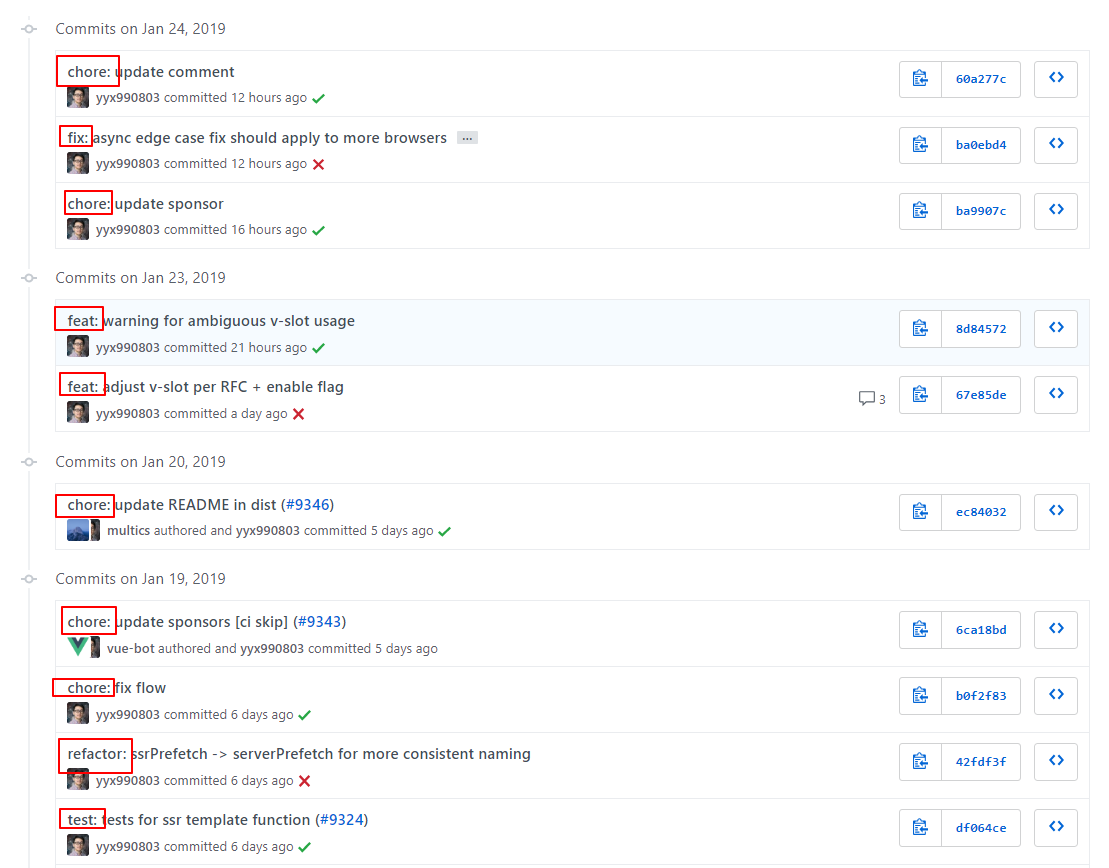 Commits on Jan 24, 2019
chore: update comment
60a277c
yyx990803 committed 12 hours ago
fix: async edge case fix should apply to more browsers ...
ba0ebd4
yyx990803 committed 12 hours ago
chore: update sponsor
ba9907c
yyx990803 committed 16 hours ago
Commits on Jan 23, 2019
feat: warning for ambiguous v-slot usage
8d84572
yyx990803 committed 21 hours ago
feat: adjust v-slot per RFC + enable flag
3
67e85de
yyx990803 committed a day ago
Commits on Jan 20, 2019
chore: update README in dist (#9346)
ec84032
multics authored and yyx990803 committed 5 days ago
Commits on Jan 19, 2019
chore: update sponsors [ci skip] (#9343)
6ca18bd
vue-bot authored and yyx990803 committed 5 days ago
chore: fix flow
b0f2f83
yyx990803 committed 6 days ago
refactor: ssrPrefetch -> serverPrefetch for more consistent naming
42fdf3f
yyx990803 committed 6 days ago
test: tests for ssr template function (#9324)
df064ce
yyx990803 committed 6 days ago